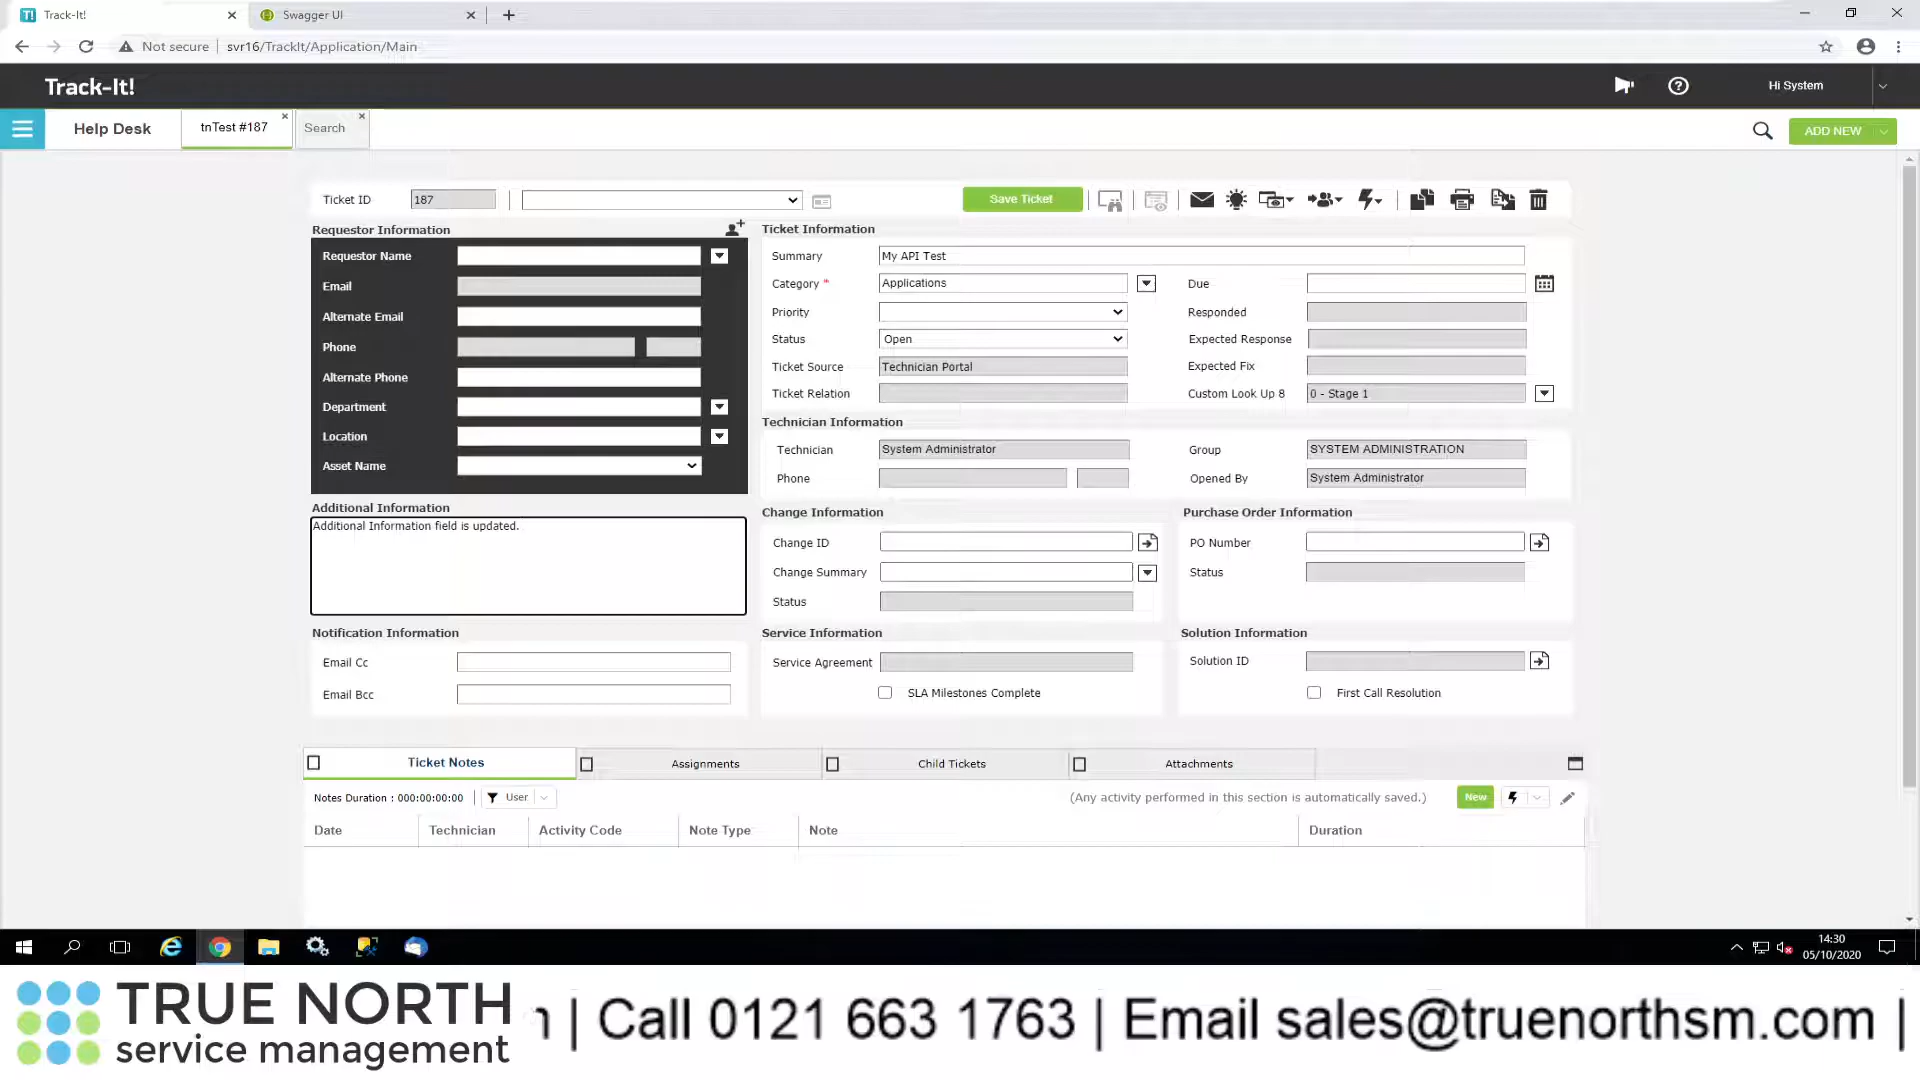 Track-It!
Swagger UI
Not secure
svr16/TrackIt/Application/Main
Track-It!
Hi System
Help Desk
tnTest #187
Search
ADD NEW
Ticket ID
187
Save Ticket
Requestor Information
Requestor Name
Email
Alternate Email
Phone
Alternate Phone
Department
Location
Asset Name
Ticket Information
Summary
My API Test
Category *
Applications
Due
Priority
Responded
Status
Open
Expected Response
Ticket Source
Technician Portal
Expected Fix
Ticket Relation
Custom Look Up 8
0 - Stage 1
Technician Information
Technician
System Administrator
Group
SYSTEM ADMINISTRATION
Phone
Opened By
System Administrator
Additional Information
Additional Information field is updated.
Change Information
Change ID
Change Summary
Status
Purchase Order Information
PO Number
Status
Notification Information
Email Cc
Email Bcc
Service Information
Service Agreement
SLA Milestones Complete
Solution Information
Solution ID
First Call Resolution
Ticket Notes
Assignments
Child Tickets
Attachments
Notes Duration : 000:00:00:00
User
(Any activity performed in this section is automatically saved.)
New
Date
Technician
Activity Code
Note Type
Note
Duration
14:30
05/10/2020
TRUE NORTH
service management
| Call 0121 663 1763 | Email sales@truenorthsm.com |